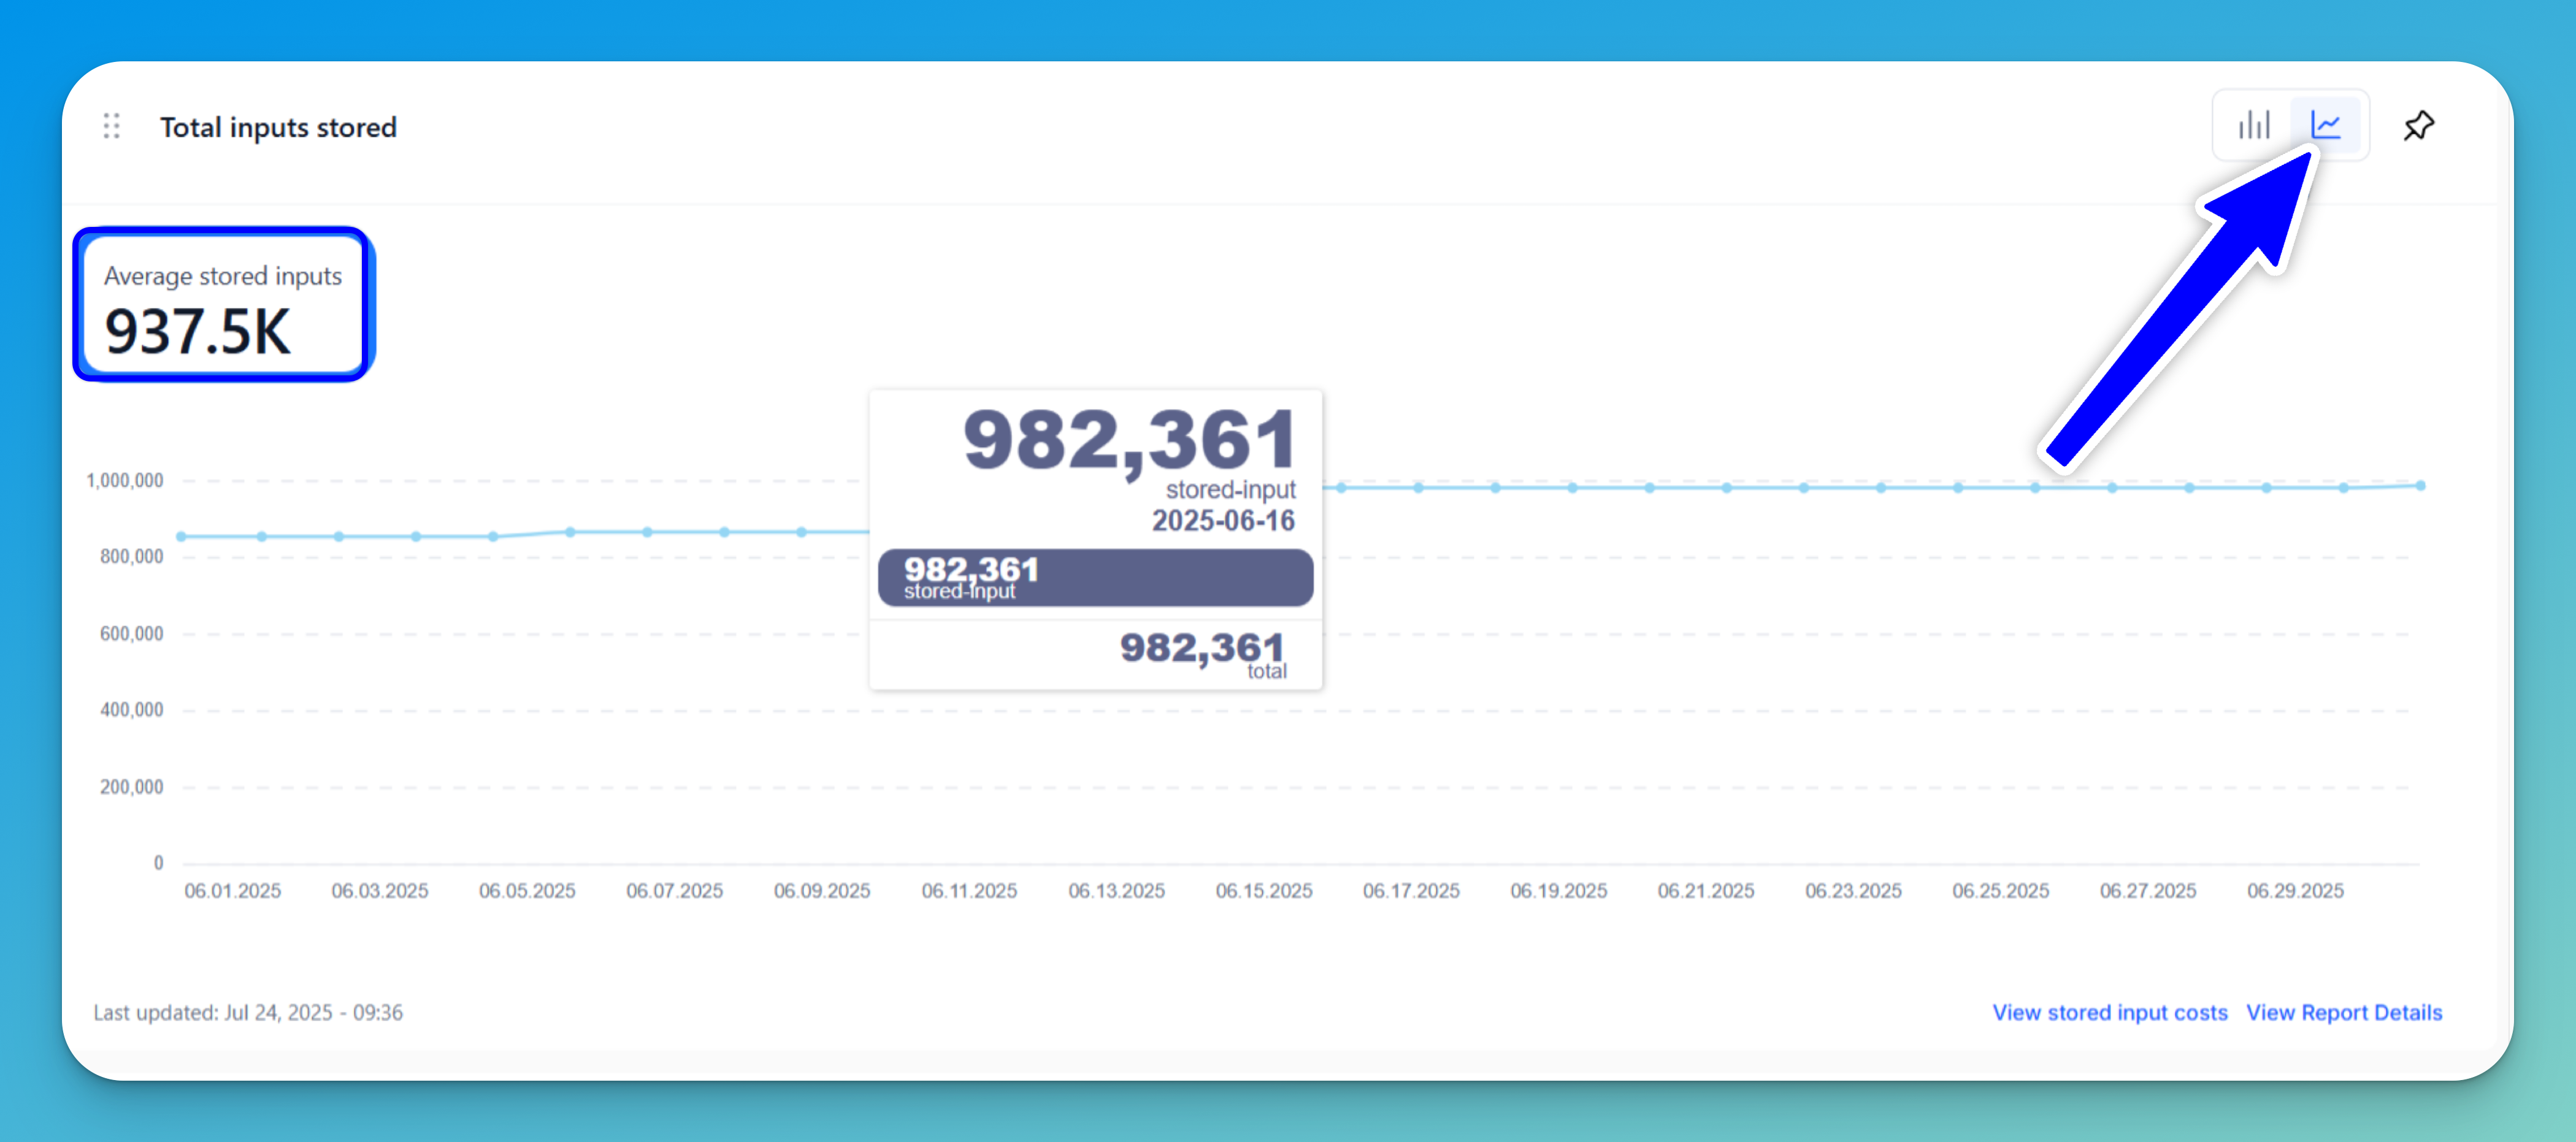 Total inputs stored
Average stored inputs
937.5K
982,361
stored-input
2025-06-16
982,361
stored-input
982,361
total
1,000,000
800,000
600,000
400,000
200,000
0
06.01.2025 06.03.2025 06.05.2025 06.07.2025 06.09.2025 06.11.2025 06.13.2025 06.15.2025 06.17.2025 06.19.2025 06.21.2025 06.23.2025 06.25.2025 06.27.2025 06.29.2025
Last updated: Jul 24, 2025 - 09:36
View stored input costs View Report Details